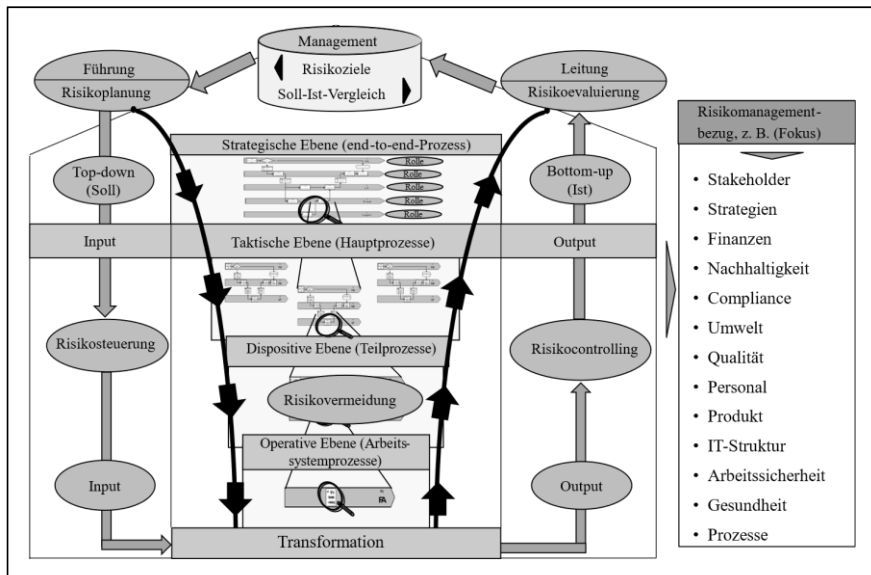 Management
Risikoziele
Soll-Ist-Vergleich
Führung
Risikoplanung
Leitung
Risikoevaluierung
Strategische Ebene (end-to-end-Prozess)
Rolle
Rolle
Rolle
Rolle
Rolle
Top-down
(Soll)
Bottom-up
(Ist)
Input
Taktische Ebene (Hauptprozesse)
Output
Risikosteuerung
Dispositive Ebene (Teilprozesse)
Risikocontrolling
Risikovermeidung
Operative Ebene (Arbeits-
systemprozesse)
Input
EA
Output
Transformation
Risikomanagement-
bezug, z. B. (Fokus)
• Stakeholder
• Strategien
• Finanzen
• Nachhaltigkeit
• Compliance
• Umwelt
• Qualität
• Personal
• Produkt
• IT-Struktur
• Arbeitssicherheit
• Gesundheit
• Prozesse